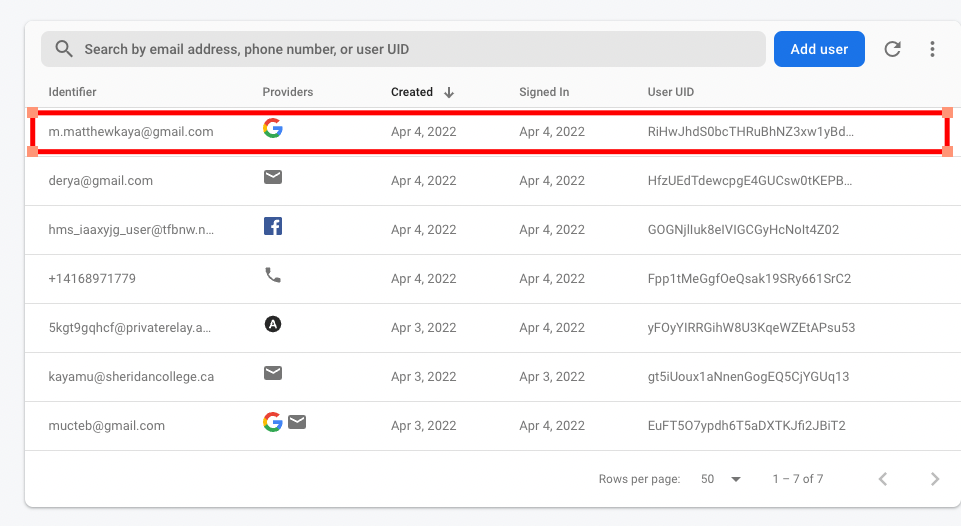 Search by email address, phone number, or user UID Add user
Identifier Providers Created Signed In User UID
m.matthewkaya@gmail.com Apr 4, 2022 Apr 4, 2022 RiHwJhdS0bcTHRuBhNZ3xw1yBd...
derya@gmail.com Apr 4, 2022 Apr 4, 2022 HfzUEdTdewcpgE4GUCsw0tKEPB...
hms_iaaxyjg_user@tfbnw.n... Apr 4, 2022 Apr 4, 2022 GOGNjlIuk8eIVIGCGyHcNoIt4Z02
+14168971779 Apr 4, 2022 Apr 4, 2022 Fpp1tMeGgfOeQsak19SRy661SrC2
5kgt9gqhcf@privaterelay.a... A Apr 3, 2022 Apr 4, 2022 yFOyYIRRGihW8U3KqeWZEtAPsu53
kayamu@sheridancollege.ca Apr 3, 2022 Apr 3, 2022 gt5iUoux1aNnenGogEQ5CjYGUq13
mucteb@gmail.com Apr 3, 2022 Apr 4, 2022 EuFT5O7ypdh6T5aDXTKJfi2JBiT2
Rows per page: 50 1 – 7 of 7